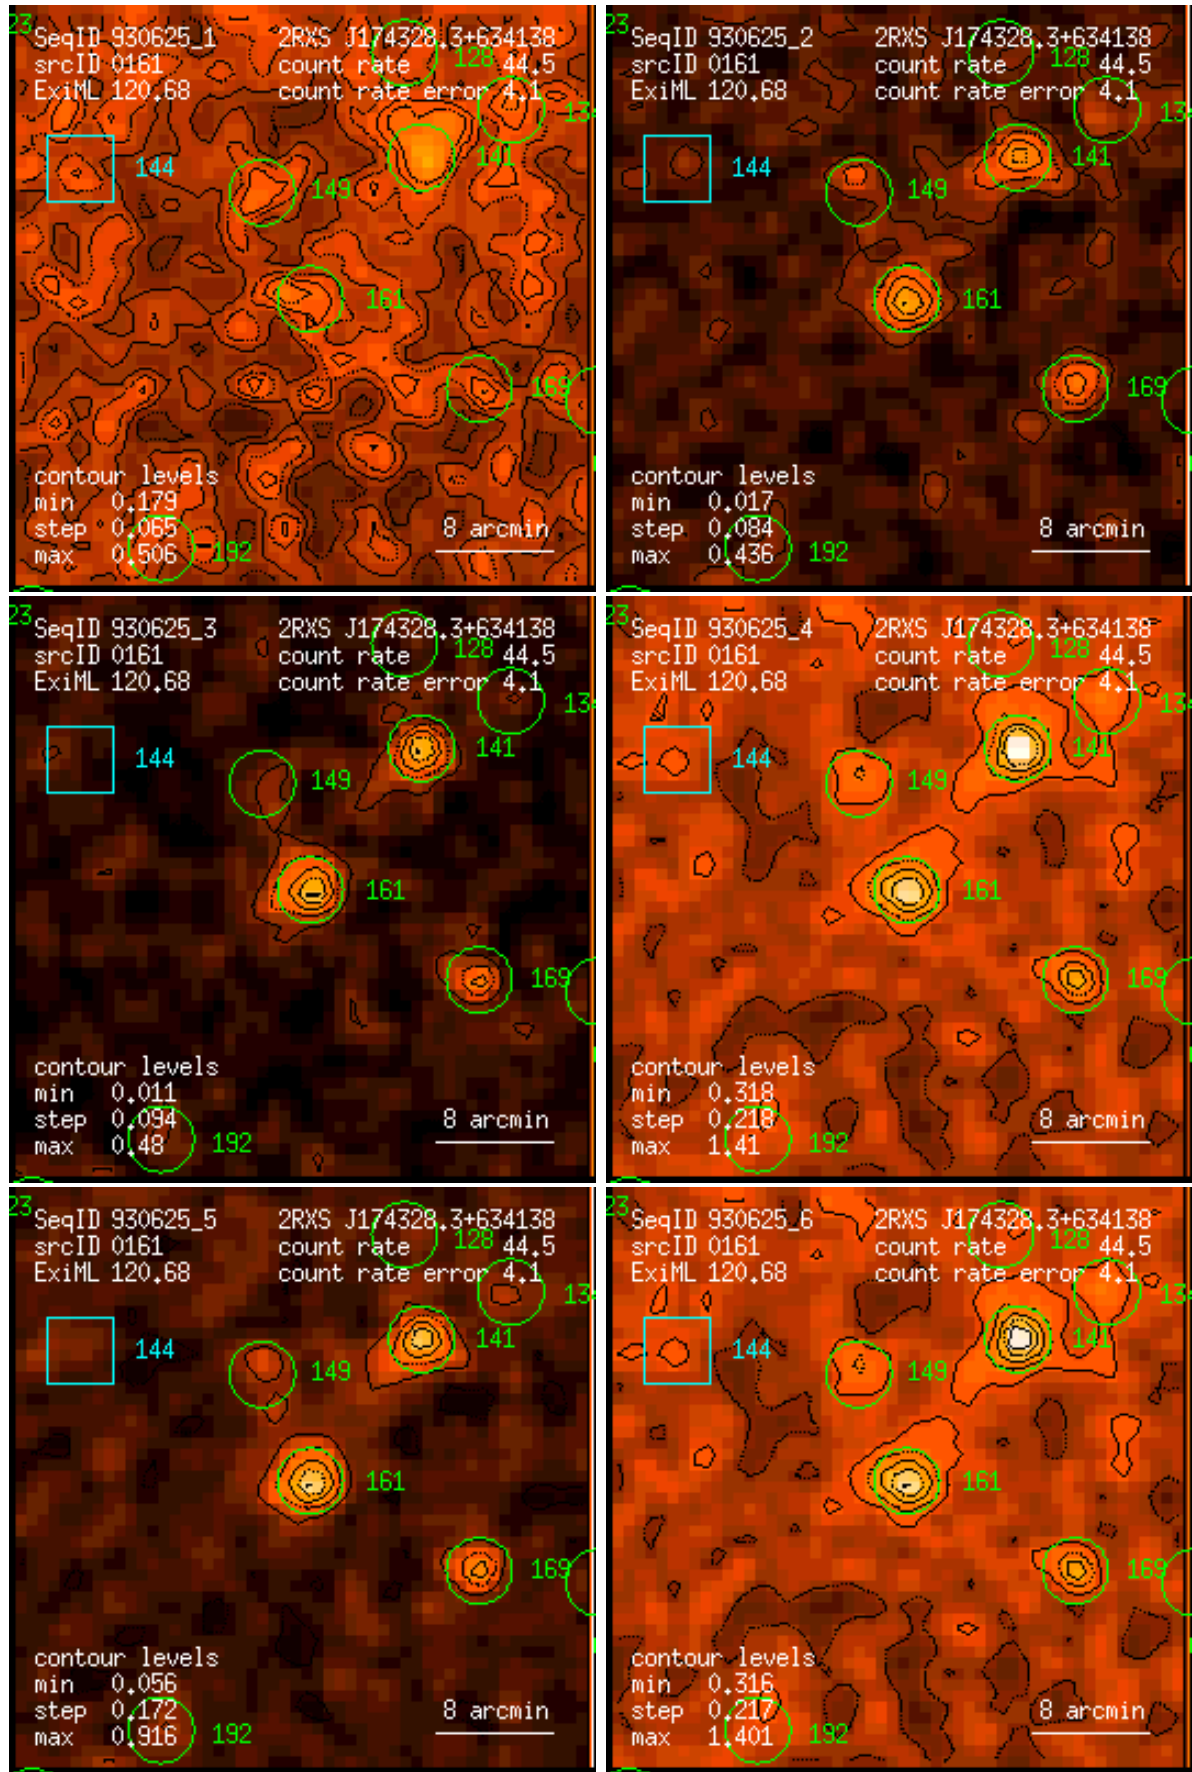 23
SeqID 930625_1 2RXS J174328.3+634138
srcID 0161 count rate 128 44.5
ExiML 120.68 count rate error 4.1
134
141
144
149
161
169
contour levels
min 0.179
step 0.065 8 arcmin
max 0.506 192
23
SeqID 930625_2 2RXS J174328.3+634138
srcID 0161 count rate 128 44.5
ExiML 120.68 count rate error 4.1
134
141
144
149
161
169
contour levels
min 0.017
step 0.084 8 arcmin
max 0.436 192
23
SeqID 930625_3 2RXS J174328.3+634138
srcID 0161 count rate 128 44.5
ExiML 120.68 count rate error 4.1
134
141
144
149
161
169
contour levels
min 0.011
step 0.094 8 arcmin
max 0.48 192
23
SeqID 930625_4 2RXS J174328.3+634138
srcID 0161 count rate 128 44.5
ExiML 120.68 count rate error 4.1
134
141
144
149
161
169
contour levels
min 0.318
step 0.218 8 arcmin
max 1.41 192
23
SeqID 930625_5 2RXS J174328.3+634138
srcID 0161 count rate 128 44.5
ExiML 120.68 count rate error 4.1
134
141
144
149
161
169
contour levels
min 0.056
step 0.172 8 arcmin
max 0.916 192
23
SeqID 930625_6 2RXS J174328.3+634138
srcID 0161 count rate 128 44.5
ExiML 120.68 count rate error 4.1
134
141
144
149
161
169
contour levels
min 0.316
step 0.217 8 arcmin
max 1.401 192